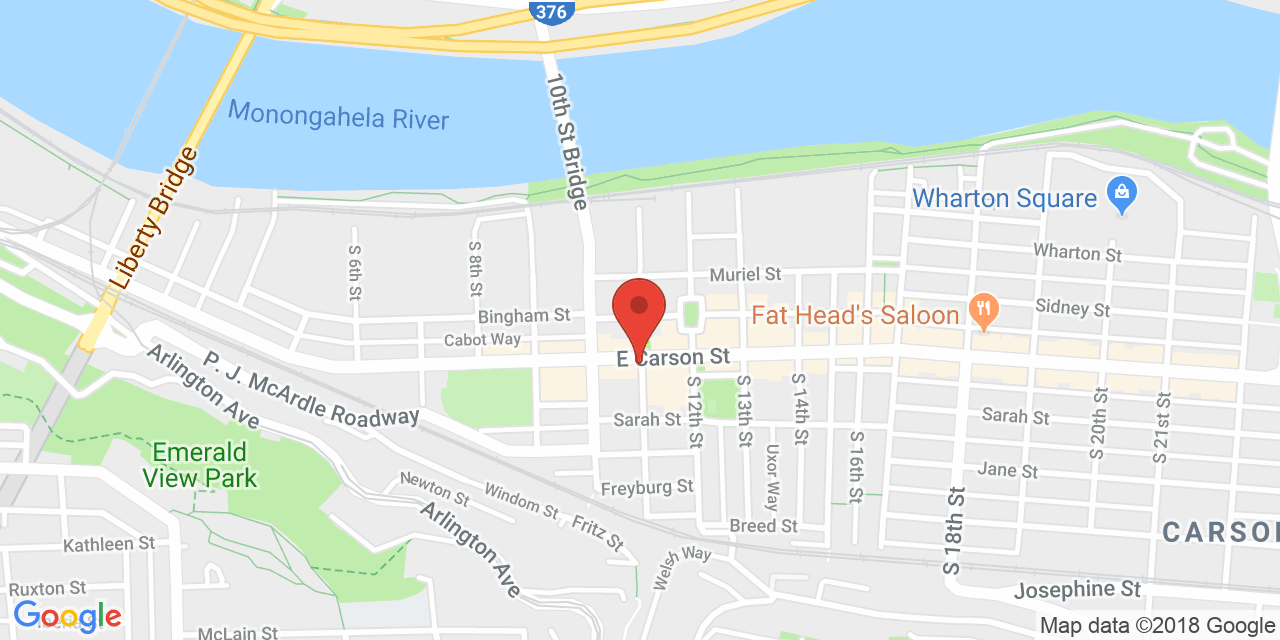 376
Monongahela River
10th St Bridge
Liberty Bridge
Wharton Square
Wharton St
S 6th St
S 8th St
Muriel St
Sidney St
Bingham St
Fat Head's Saloon
Cabot Way
E Carson St
Arlington Ave
P. J. McArdle Roadway
S 12th St
S 13th St
S 14th St
Sarah St
Sarah St
S 20th St
S 21st St
S 16th St
Uxor Way
Emerald
View Park
Jane St
Newton St
Windom St
Freyburg St
Fritz St
Breed St
S 18th St
CARSO
Arlington Ave
Kathleen St
Welsh Way
Ruxton St
Josephine St
Google
McLain St
Map data ©2018 Google